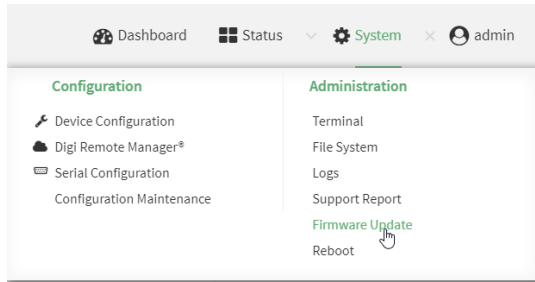 Dashboard Status System admin
Configuration
Device Configuration
Digi Remote Manager®
Serial Configuration
Configuration Maintenance
Administration
Terminal
File System
Logs
Support Report
Firmware Update
Reboot